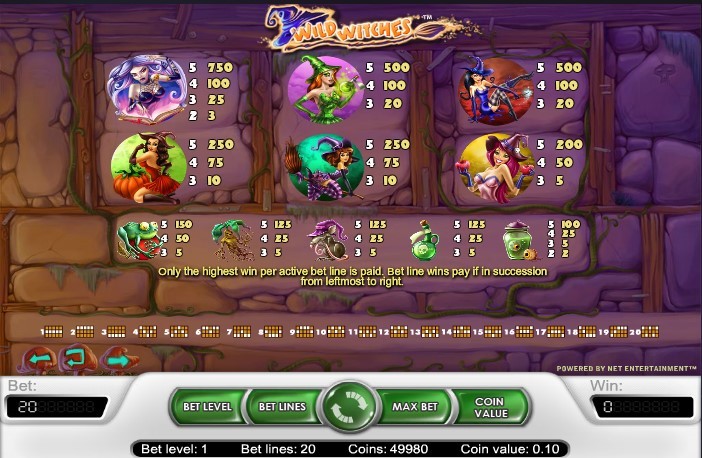 WILD WITCHES™
5 750
4 100
3 25
2 3
5 500
4 100
3 20
5 500
4 100
3 20
5 250
4 75
3 10
5 250
4 75
3 10
5 200
4 50
3 5
5 150
4 50
3 5
5 125
4 25
3 5
5 125
4 25
3 5
5 125
4 25
3 5
5 100
4 25
3 5
2 2
Only the highest win per active bet line is paid. Bet line wins pay if in succession
from leftmost to right.
1 2 3 4 5 6 7 8 9 10 11 12 13 14 15 16 17 18 19 20
POWERED BY NET ENTERTAINMENT™
Bet:
20
BET LEVEL
BET LINES
MAX BET
COIN
VALUE
Win:
0
Bet level: 1 Bet lines: 20 Coins: 49980 Coin value: 0.10